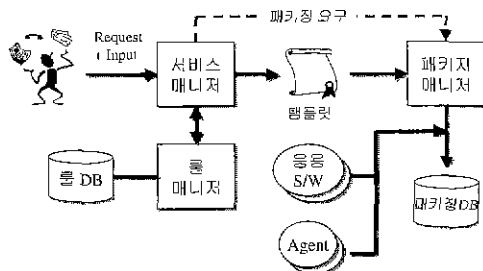 패키징 요구
Request
+ Input
서비스
매니저
템플릿
패키지
매니저
룰 DB
룰
매니저
응용
S/W
Agent
패키징DB